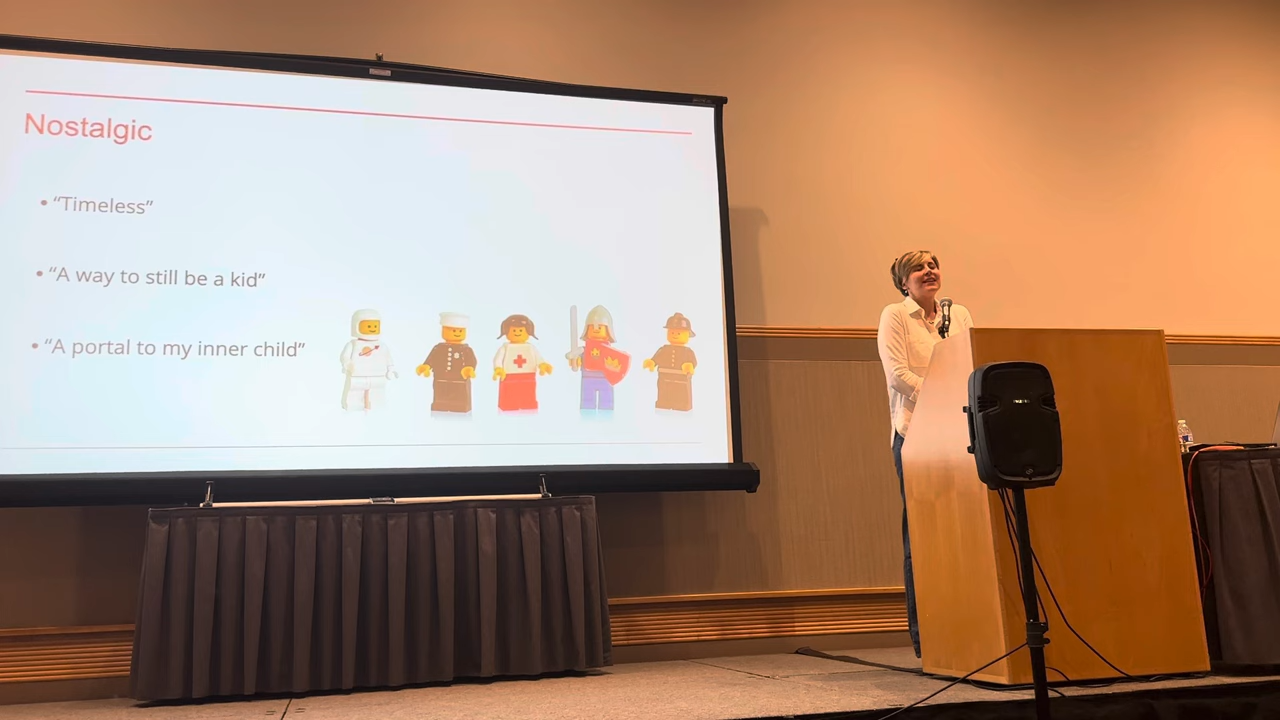 Nostalgic
• “Timeless”
• “A way to still be a kid”
• “A portal to my inner child”